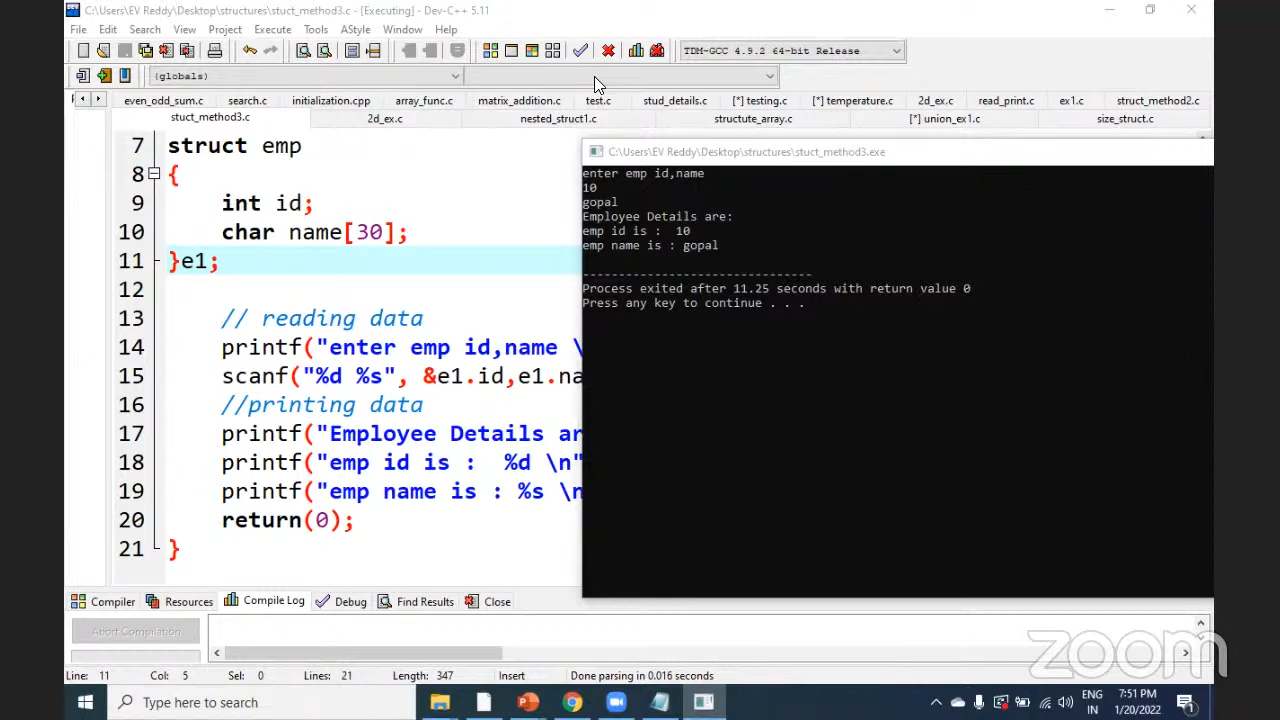 C:\Users\EV Reddy\Desktop\structures\stuct_method3.c - [Executing] - Dev-C++ 5.11
File Edit Search View Project Execute Tools AStyle Window Help
TDM-GCC 4.9.2 64-bit Release
(globals)
even_odd_sum.c search.c initialization.cpp array_func.c matrix_addition.c test.c stud_details.c [*] testing.c [*] temperature.c 2d_ex.c read_print.c ex1.c struct_method2.c
stuct_method3.c 2d_ex.c nested_struct1.c structute_array.c [*] union_ex1.c size_struct.c
7 struct emp
8 {
9 int id;
10 char name[30];
11 }e1;
12
13 // reading data
14 printf("enter emp id,name \
15 scanf("%d %s", &e1.id,e1.na
16 //printing data
17 printf("Employee Details ar
18 printf("emp id is :  %d \n"
19 printf("emp name is : %s \n
20 return(0);
21 }
C:\Users\EV Reddy\Desktop\structures\stuct_method3.exe
enter emp id,name
10
gopal
Employee Details are:
emp id is :  10
emp name is : gopal
--------------------------------
Process exited after 11.25 seconds with return value 0
Press any key to continue . . .
Compiler Resources Compile Log Debug Find Results Close
Abort Compilation
zoom
Line: 11 Col: 5 Sel: 0 Lines: 21 Length: 347 Insert Done parsing in 0.016 seconds
Type here to search
ENG
IN
7:51 PM
1/20/2022
1